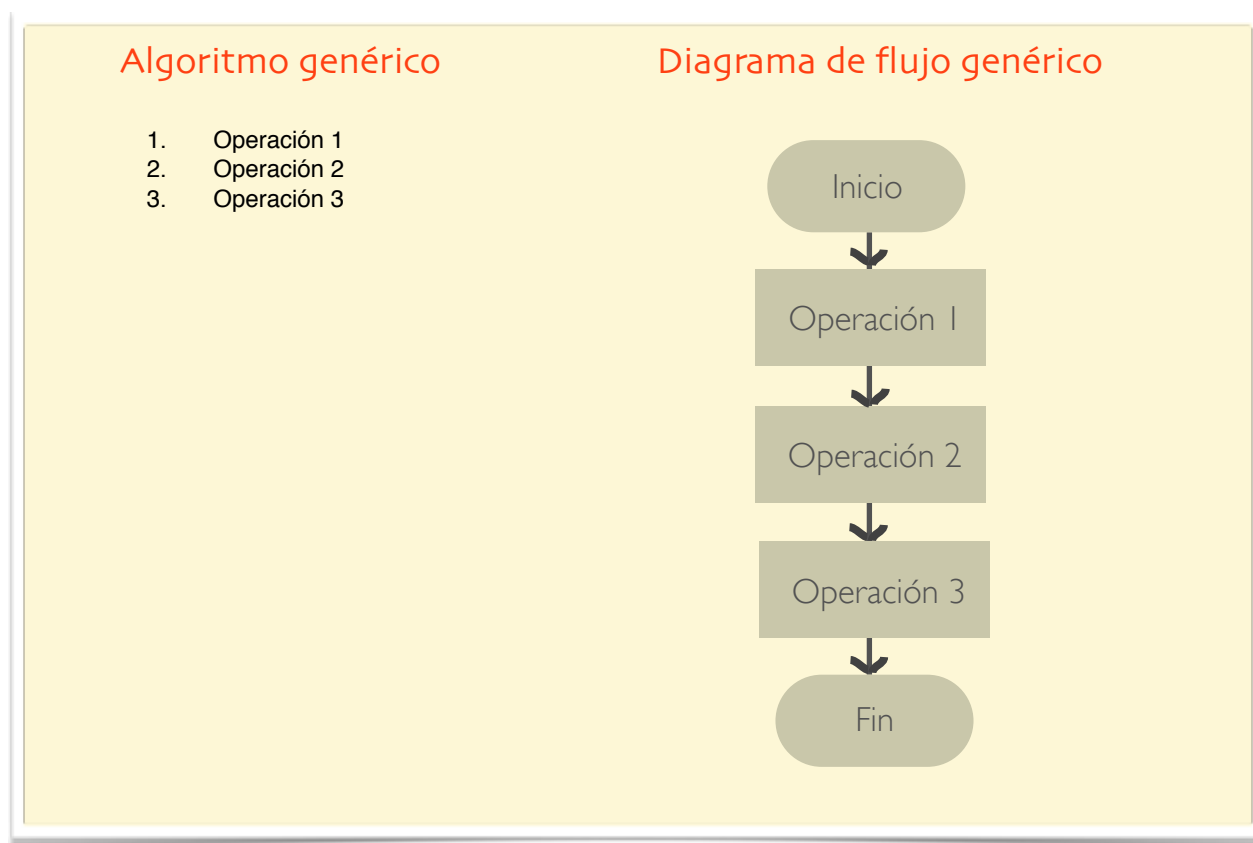 Algoritmo genérico
1. Operación 1
2. Operación 2
3. Operación 3
Diagrama de flujo genérico
Inicio
Operación 1
Operación 2
Operación 3
Fin